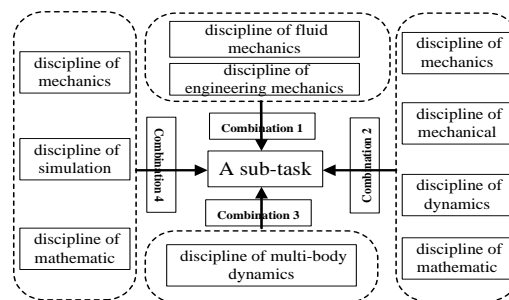 discipline of fluid
mechanics
discipline of
engineering mechanics
discipline of
mechanics
discipline of
simulation
discipline of
mathematic
Combination 4
Combination 1
A sub-task
Combination 3
Combination 2
discipline of
mechanics
discipline of
mechanical
discipline of
dynamics
discipline of
mathematic
discipline of multi-body
dynamics